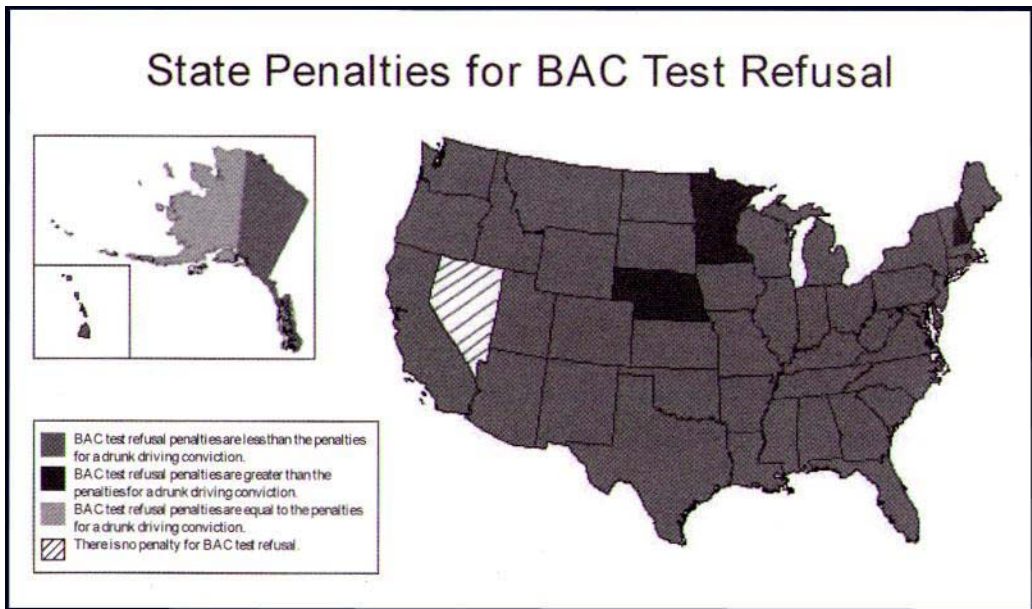 State Penalties for BAC Test Refusal
BAC test refusal penalties are less than the penalties
for a drunk driving conviction.
BAC test refusal penalties are greater than the
penalties for a drunk driving conviction.
BAC test refusal penalties are equal to the penalties
for a drunk driving conviction.
There is no penalty for BAC test refusal.